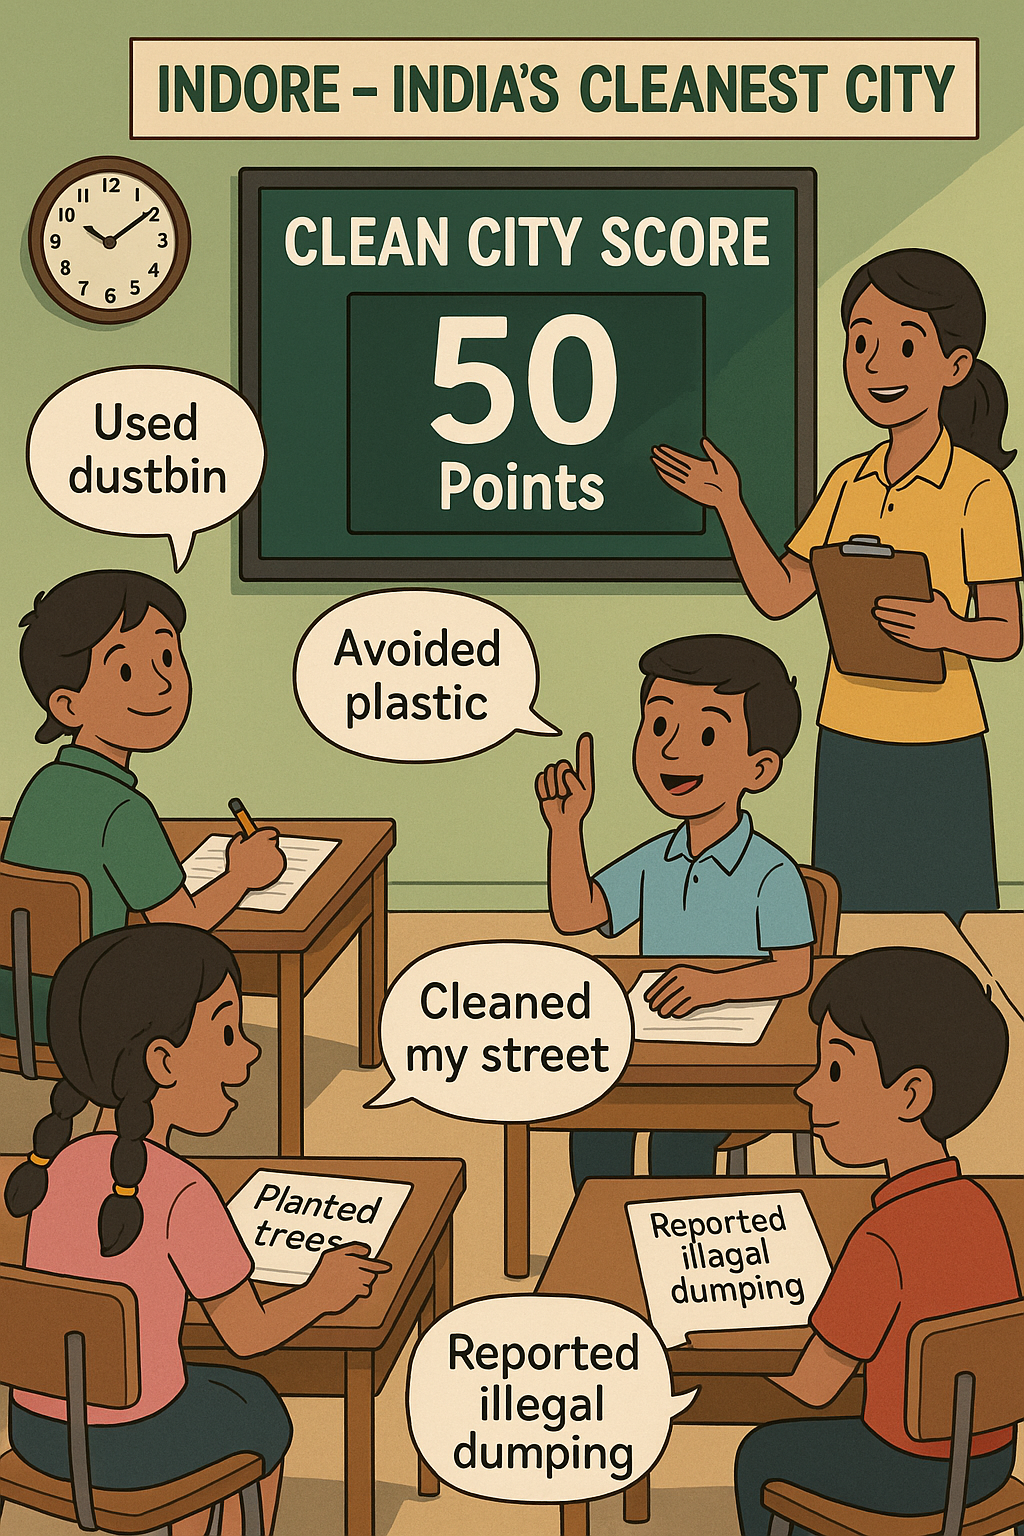 INDORE – INDIA'S CLEANEST CITY
12
1
2
3
4
5
6
7
8
9
10
11
CLEAN CITY SCORE
50
Points
Used
dustbin
Avoided
plastic
Cleaned
my street
Planted
trees
Reported
illagal
dumping
Reported
illegal
dumping